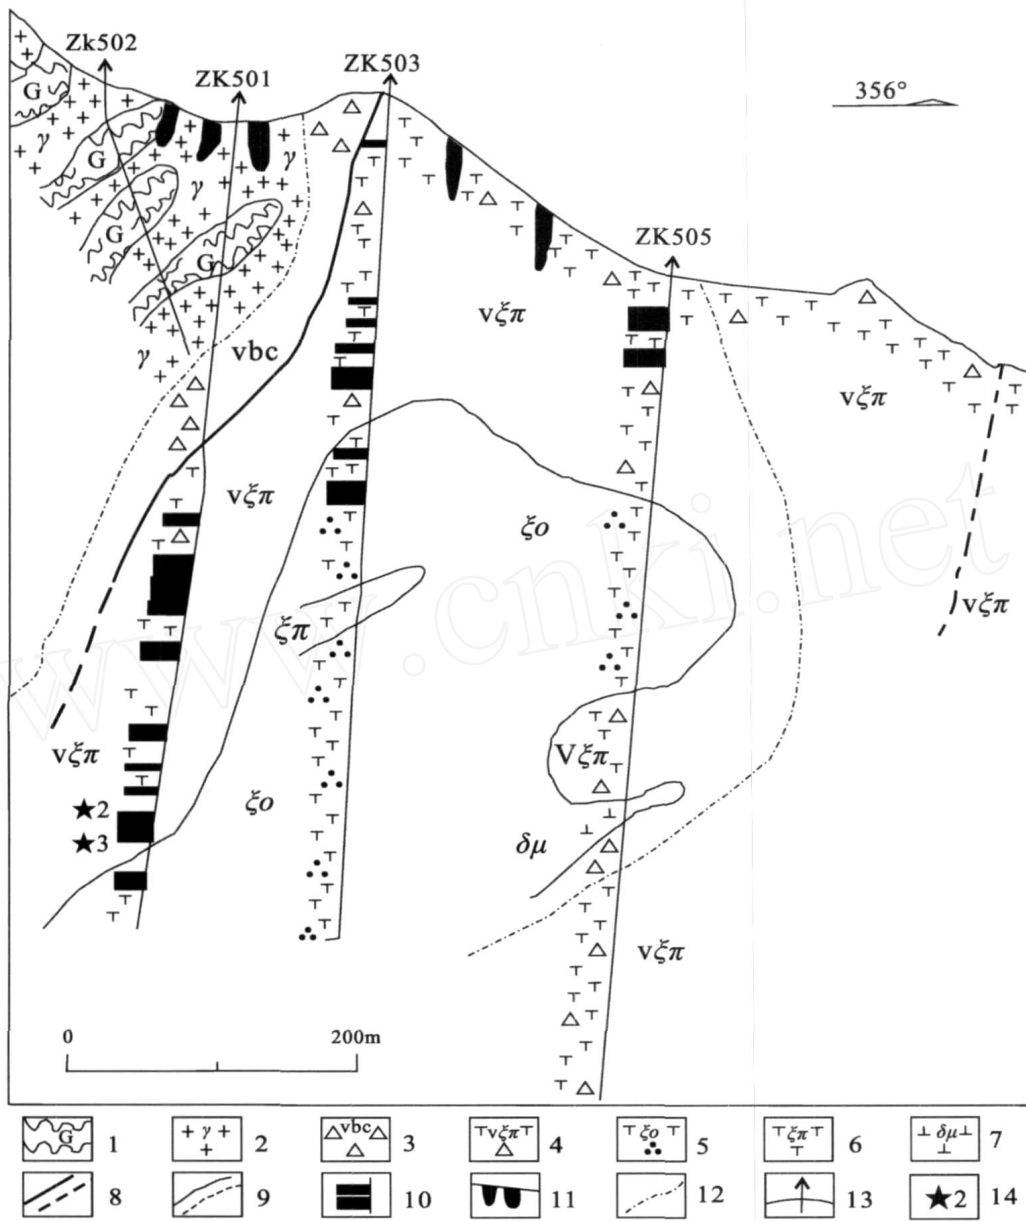 Zk502
ZK501
ZK503
356°
ZK505
G
γ
G
γ
γ
G
G
γ
vbc
vξπ
vξπ
vξπ
ξo
vξπ
ξπ
vξπ
Vξπ
ξo
★2
★3
δμ
vξπ
0 200m
www.cnki.net
G 1
γ 2
vbc 3
vξπ 4
ξo 5
ξπ 6
δμ 7
8
9
10
11
12
13
★2 14